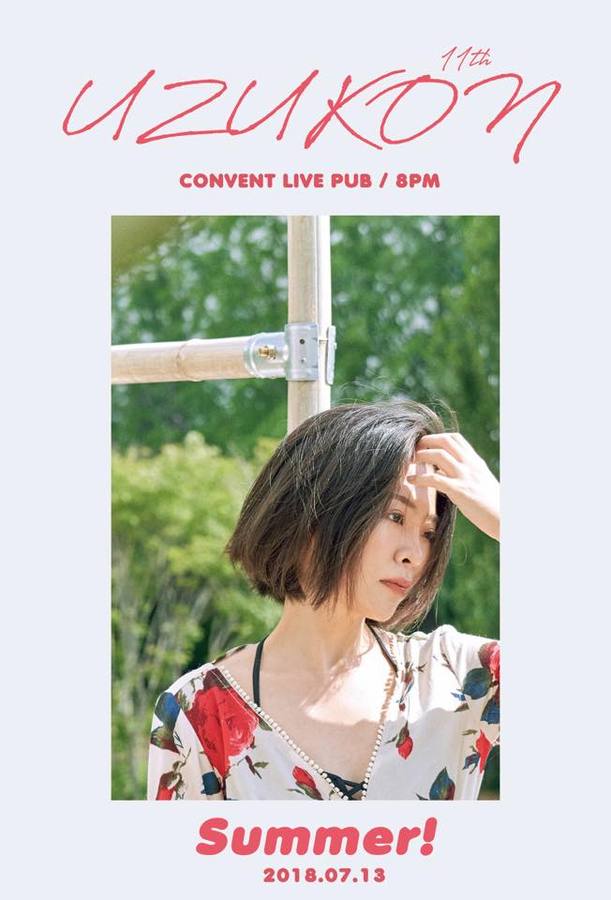 11th
UZUKON
CONVENT LIVE PUB / 8PM
Summer!
2018.07.13